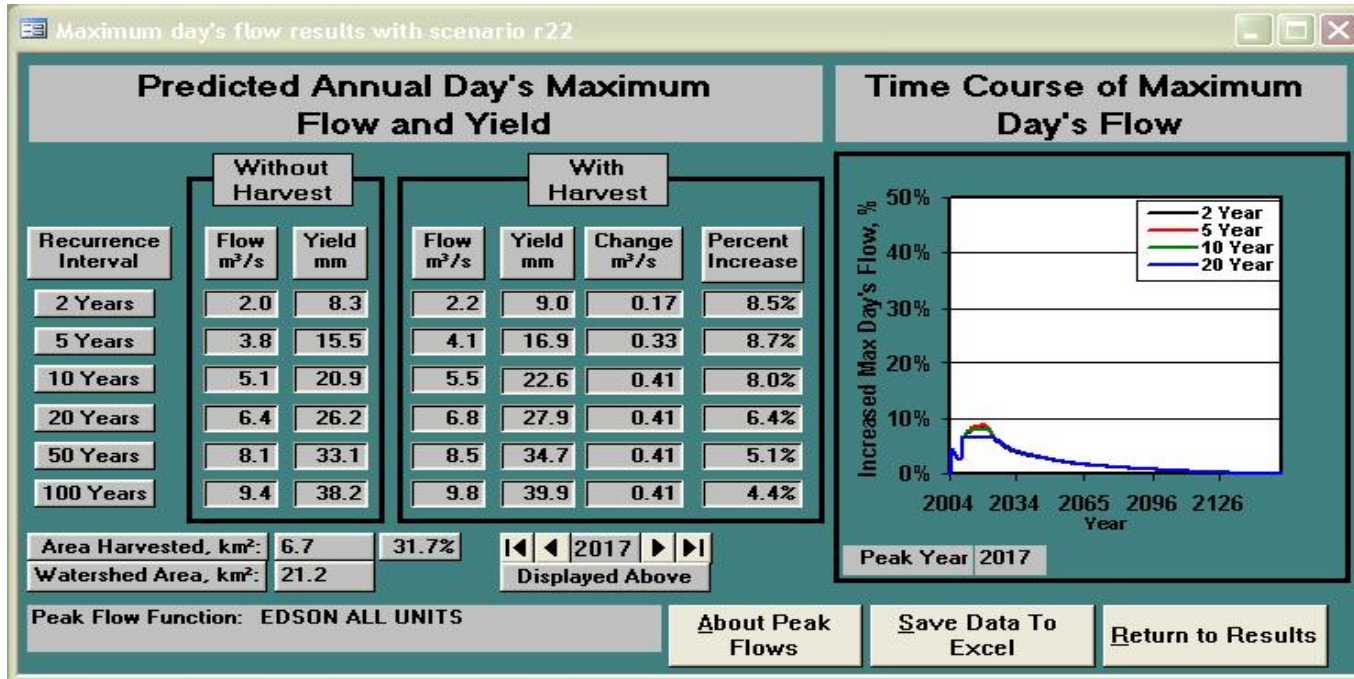 Maximum day's flow results with scenario r22
Predicted Annual Day's Maximum
Flow and Yield
Without
Harvest
With
Harvest
Recurrence
Interval
Flow
m³/s
Yield
mm
Flow
m³/s
Yield
mm
Change
m³/s
Percent
Increase
2 Years 2.0 8.3 2.2 9.0 0.17 8.5%
5 Years 3.8 15.5 4.1 16.9 0.33 8.7%
10 Years 5.1 20.9 5.5 22.6 0.41 8.0%
20 Years 6.4 26.2 6.8 27.9 0.41 6.4%
50 Years 8.1 33.1 8.5 34.7 0.41 5.1%
100 Years 9.4 38.2 9.8 39.9 0.41 4.4%
Area Harvested, km²: 6.7 31.7% 2017
Watershed Area, km²: 21.2 Displayed Above
Time Course of Maximum
Day's Flow
Increased Max Day's Flow, %
50%
40%
30%
20%
10%
0%
2 Year
5 Year
10 Year
20 Year
2004 2034 2065 2096 2126
Year
Peak Year 2017
Peak Flow Function: EDSON ALL UNITS
About Peak
Flows
Save Data To
Excel
Return to Results